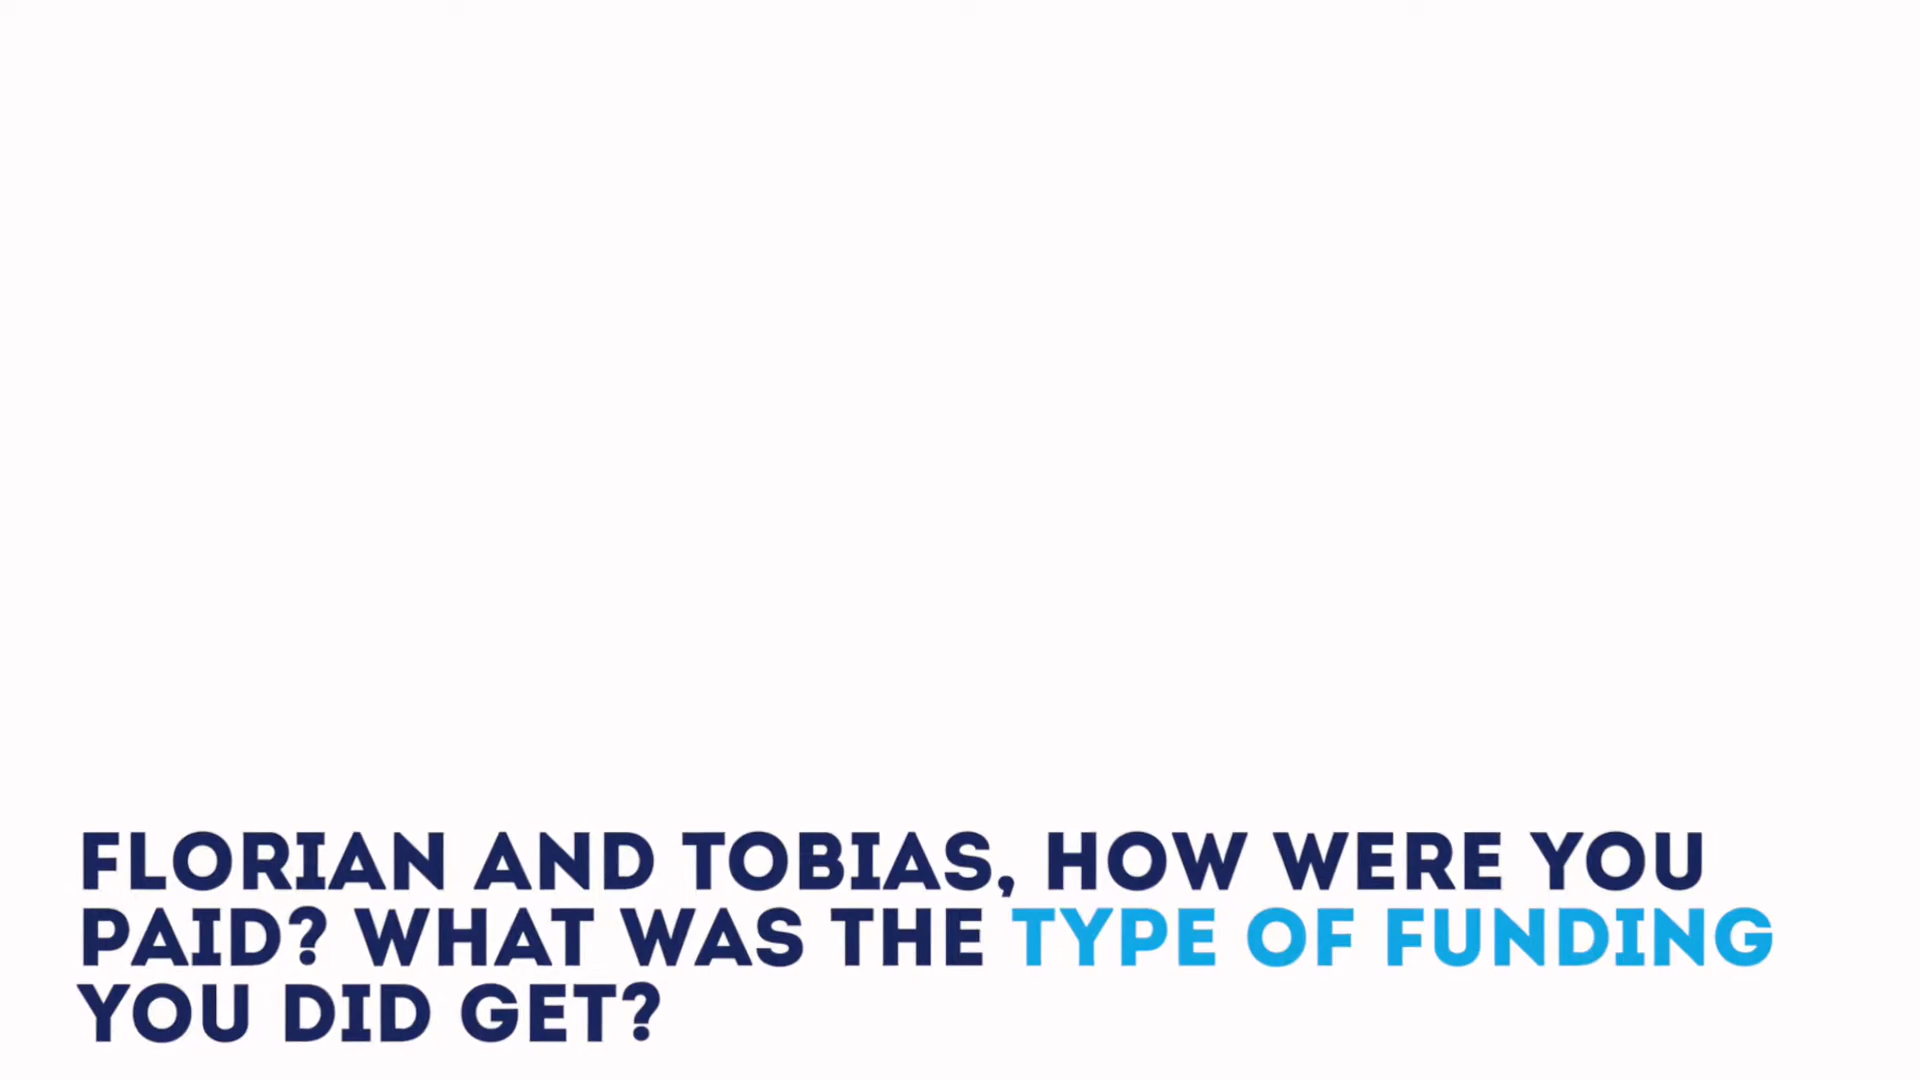 FLORIAN AND TOBIAS, HOW WERE YOU
PAID? WHAT WAS THE TYPE OF FUNDING
YOU DID GET?